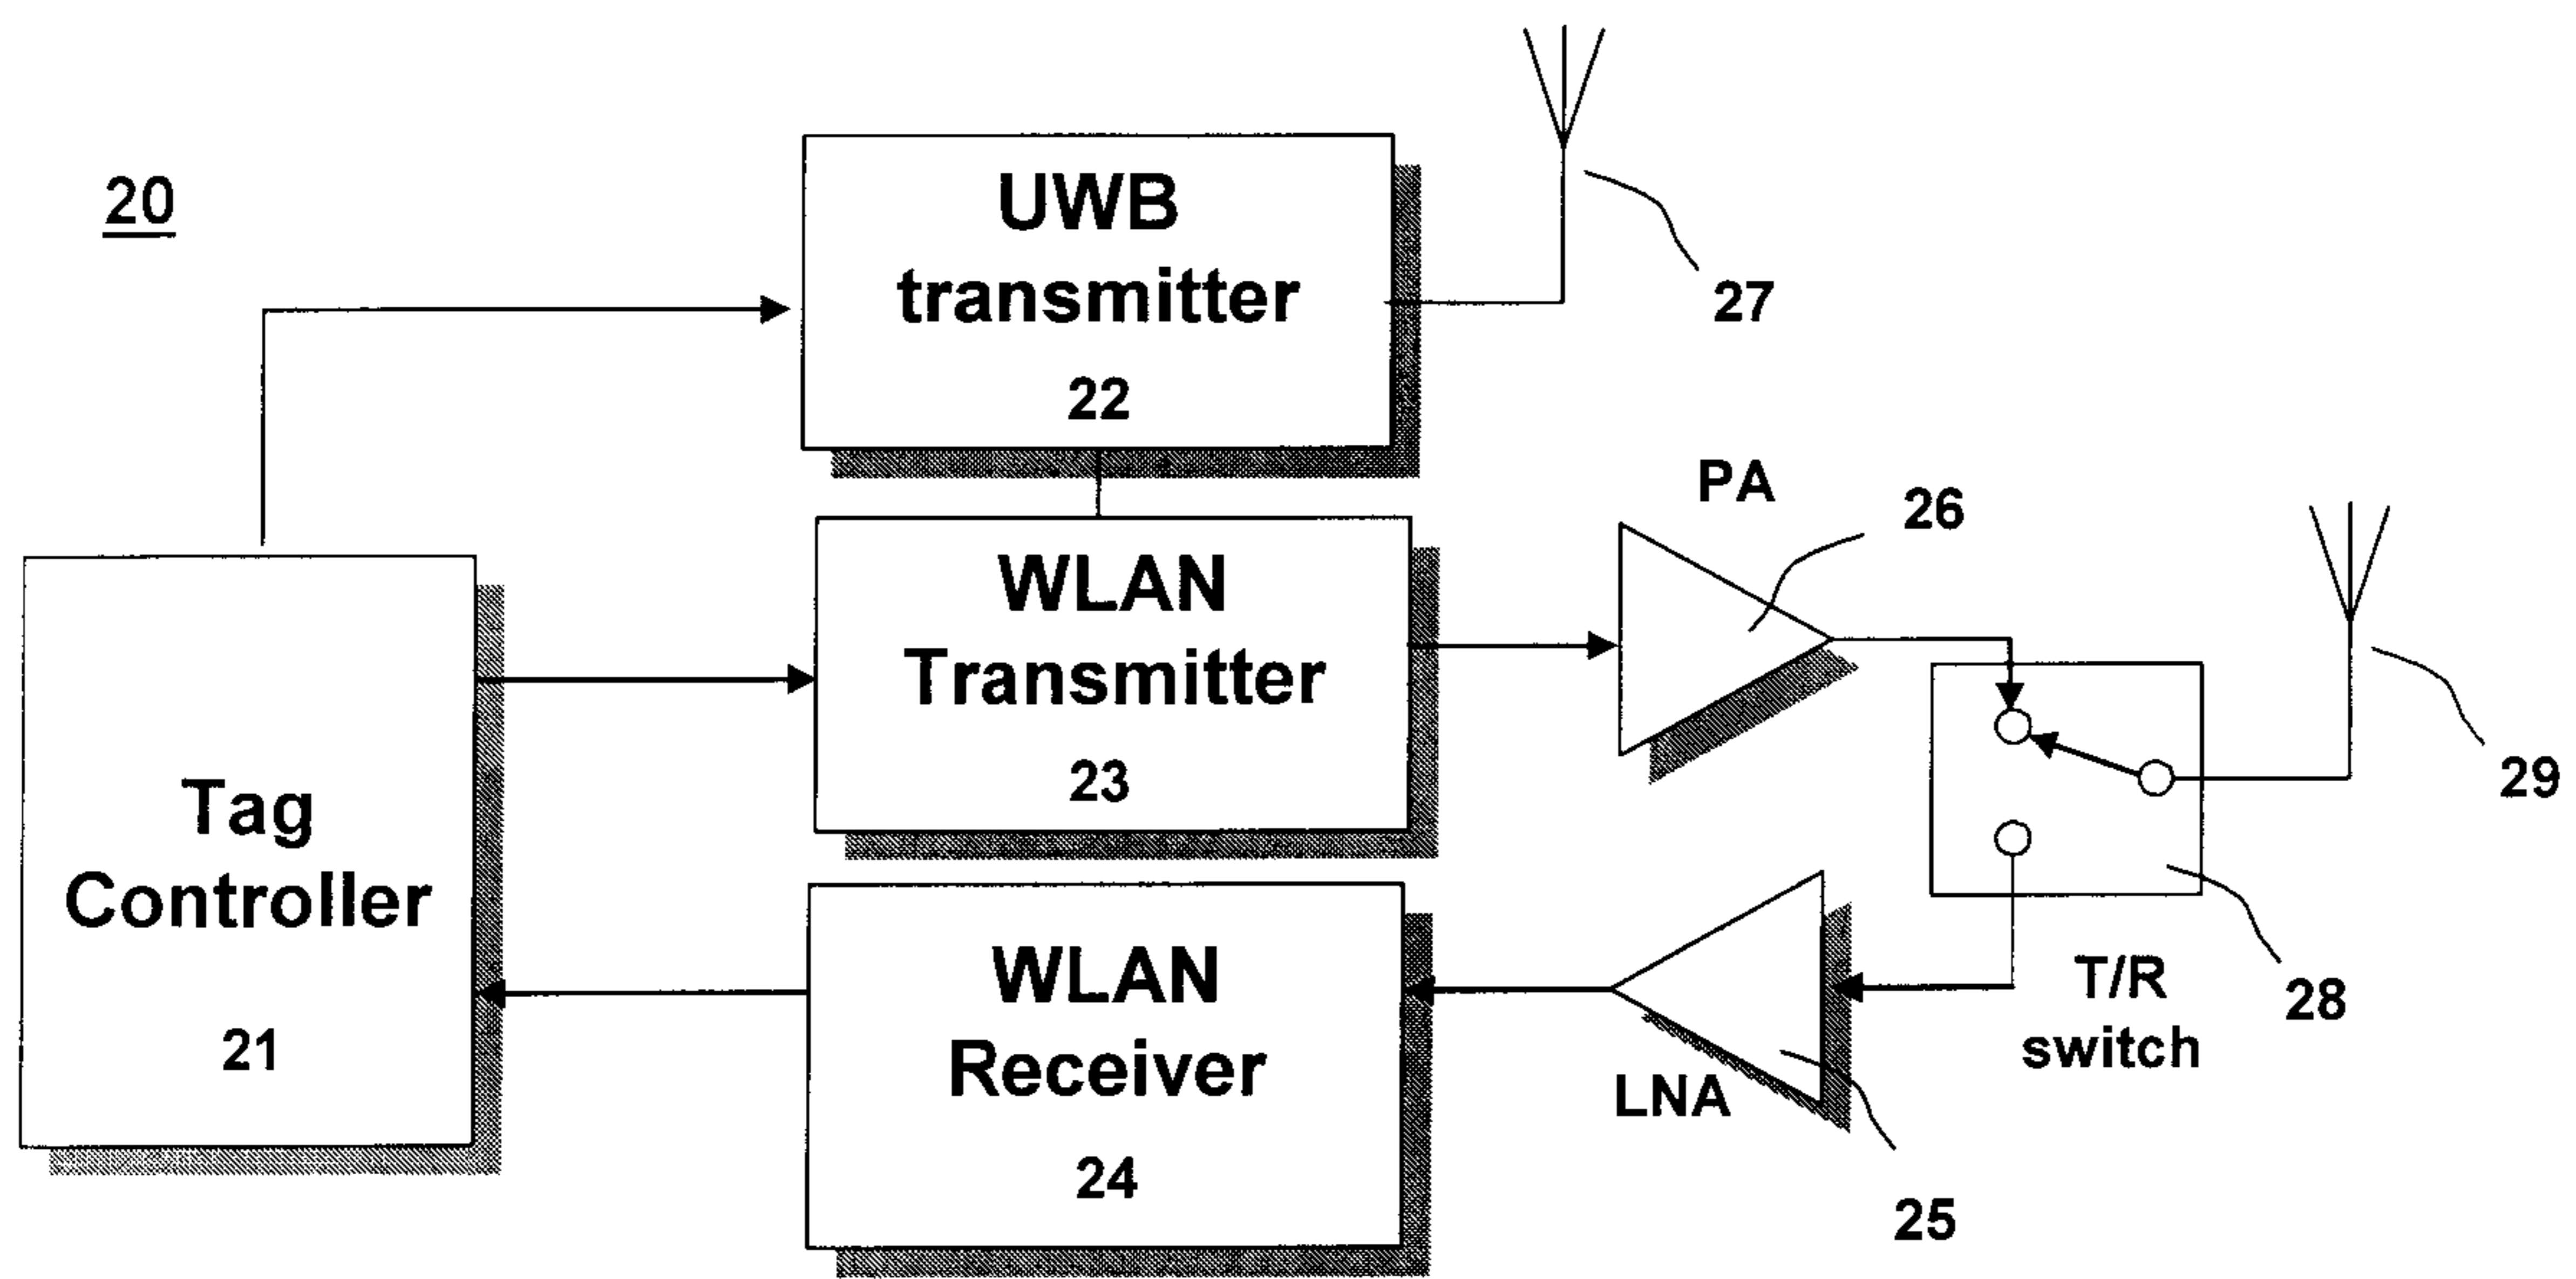 20
UWB
transmitter
22
27
PA
26
WLAN
Transmitter
23
29
Tag
Controller
21
WLAN
Receiver
24
LNA
25
T/R
switch
28